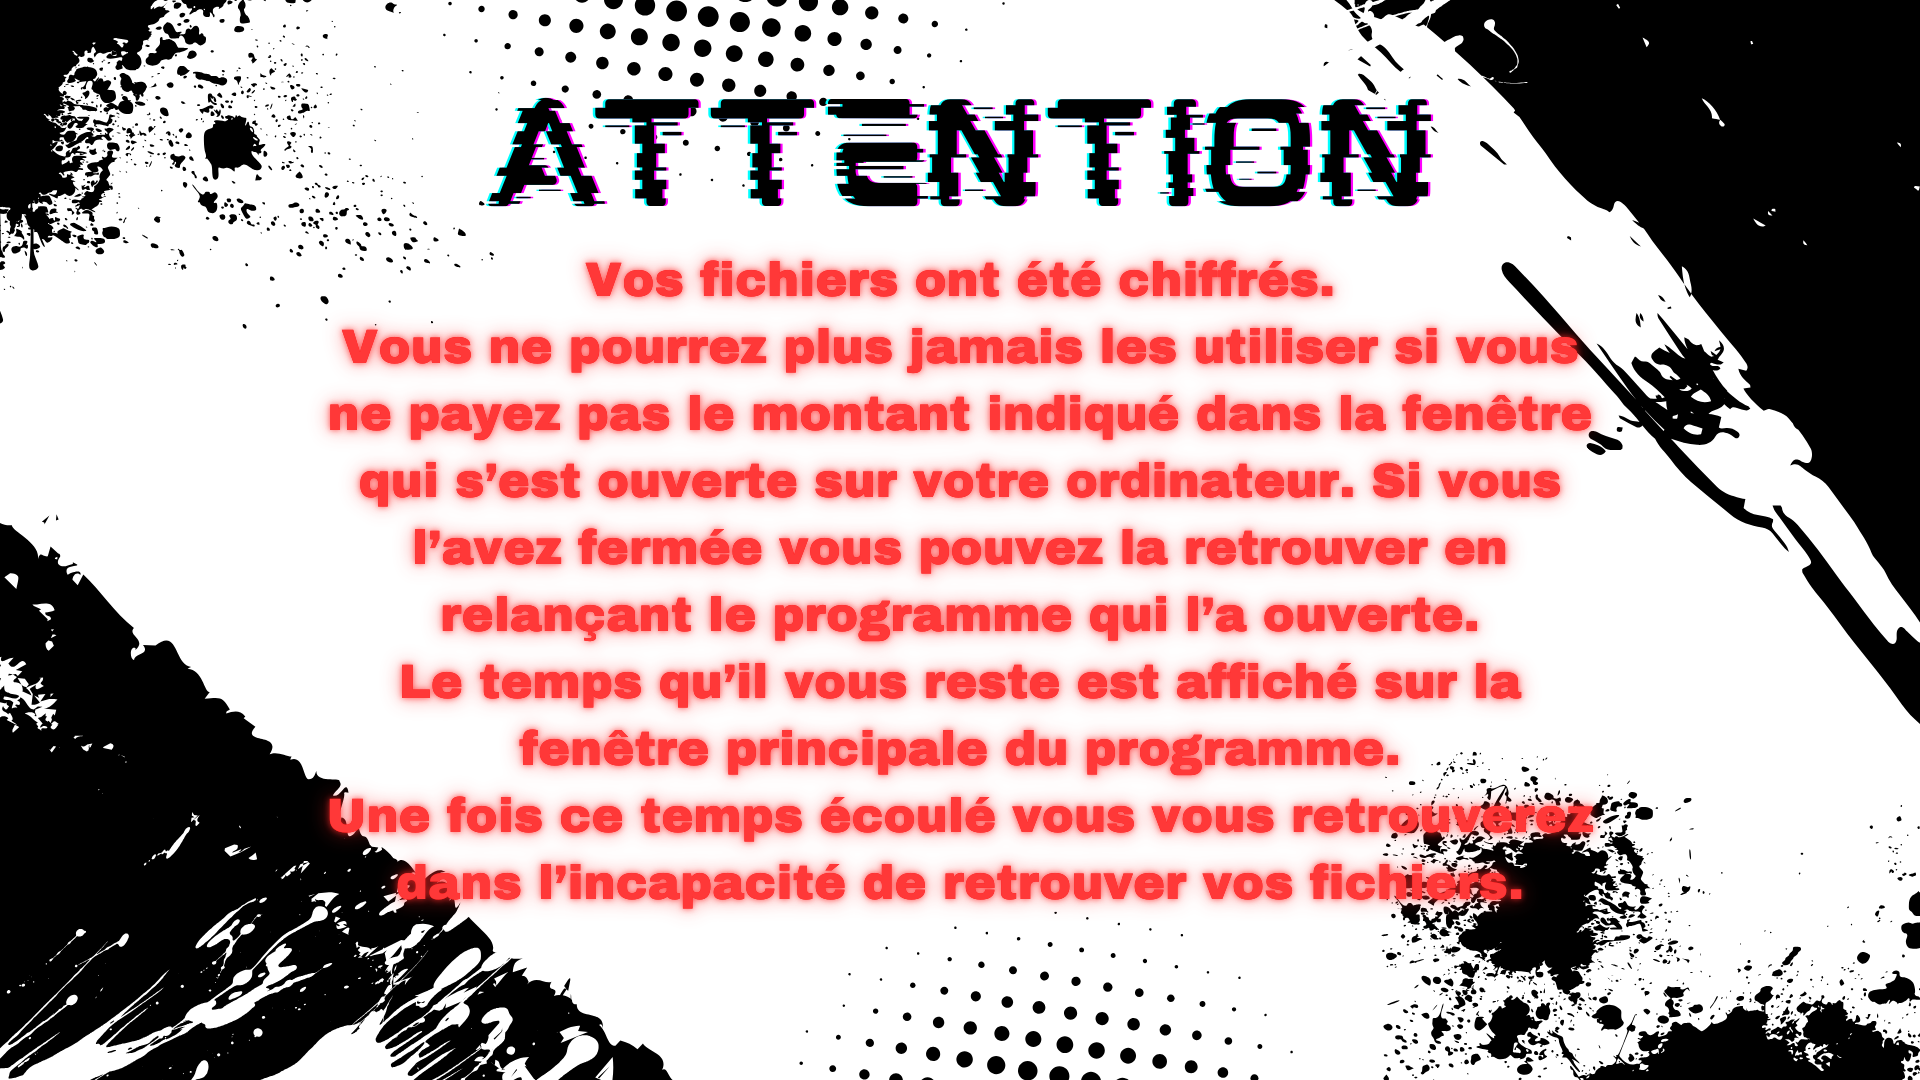 ATTENTION
Vos fichiers ont été chiffrés.
Vous ne pourrez plus jamais les utiliser si vous
ne payez pas le montant indiqué dans la fenêtre
qui s’est ouverte sur votre ordinateur. Si vous
l’avez fermée vous pouvez la retrouver en
relançant le programme qui l’a ouverte.
Le temps qu’il vous reste est affiché sur la
fenêtre principale du programme.
Une fois ce temps écoulé vous vous retrouverez
dans l’incapacité de retrouver vos fichiers.